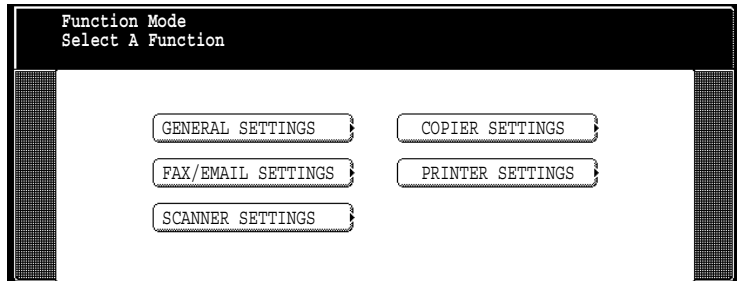 Function Mode
Select A Function
GENERAL SETTINGS
COPIER SETTINGS
FAX/EMAIL SETTINGS
PRINTER SETTINGS
SCANNER SETTINGS